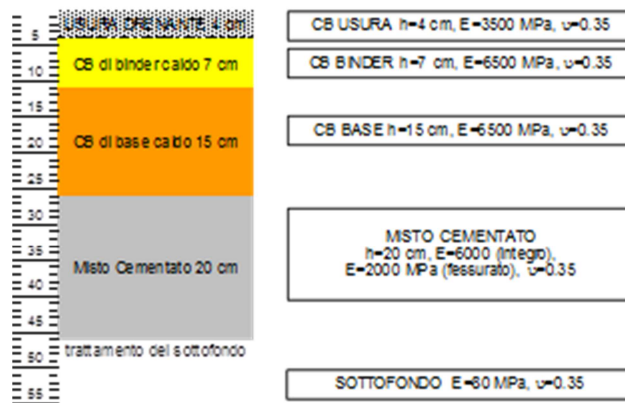 5
10
15
20
25
30
35
40
45
50
55
USURA DRENANTE 4 cm
CB di binder caldo 7 cm
CB di base caldo 15 cm
Misto Cementato 20 cm
trattamento del sottofondo
CB USURA h=4 cm, E=3500 MPa, υ=0.35
CB BINDER h=7 cm, E=6500 MPa, υ=0.35
CB BASE h=15 cm, E=6500 MPa, υ=0.35
MISTO CEMENTATO
h=20 cm, E=6000 (Integro),
E=2000 MPa (fessurato), υ=0.35
SOTTOFONDO E=80 MPa, υ=0.35